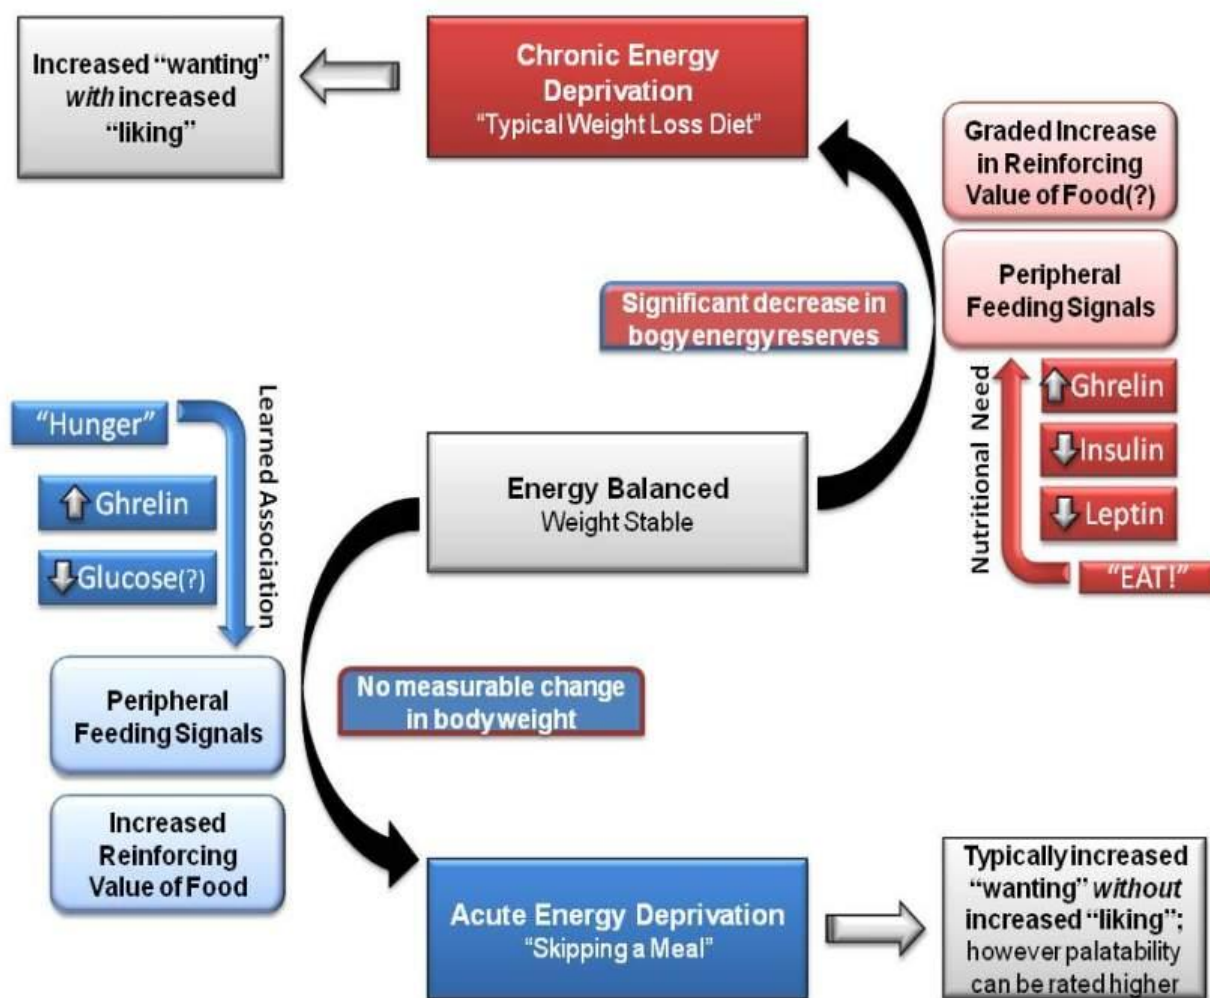 Increased “wanting”
with increased
“liking”
Chronic Energy
Deprivation
“Typical Weight Loss Diet”
Graded Increase
in Reinforcing
Value of Food(?)
Peripheral
Feeding Signals
Significant decrease in
bogy energy reserves
Nutritional Need
Ghrelin
Insulin
Leptin
“EAT!”
“Hunger”
Learned Association
Ghrelin
Glucose(?)
Energy Balanced
Weight Stable
Peripheral
Feeding Signals
No measurable change
in body weight
Increased
Reinforcing
Value of Food
Acute Energy Deprivation
“Skipping a Meal”
Typically increased
“wanting” without
increased “liking”;
however palatability
can be rated higher